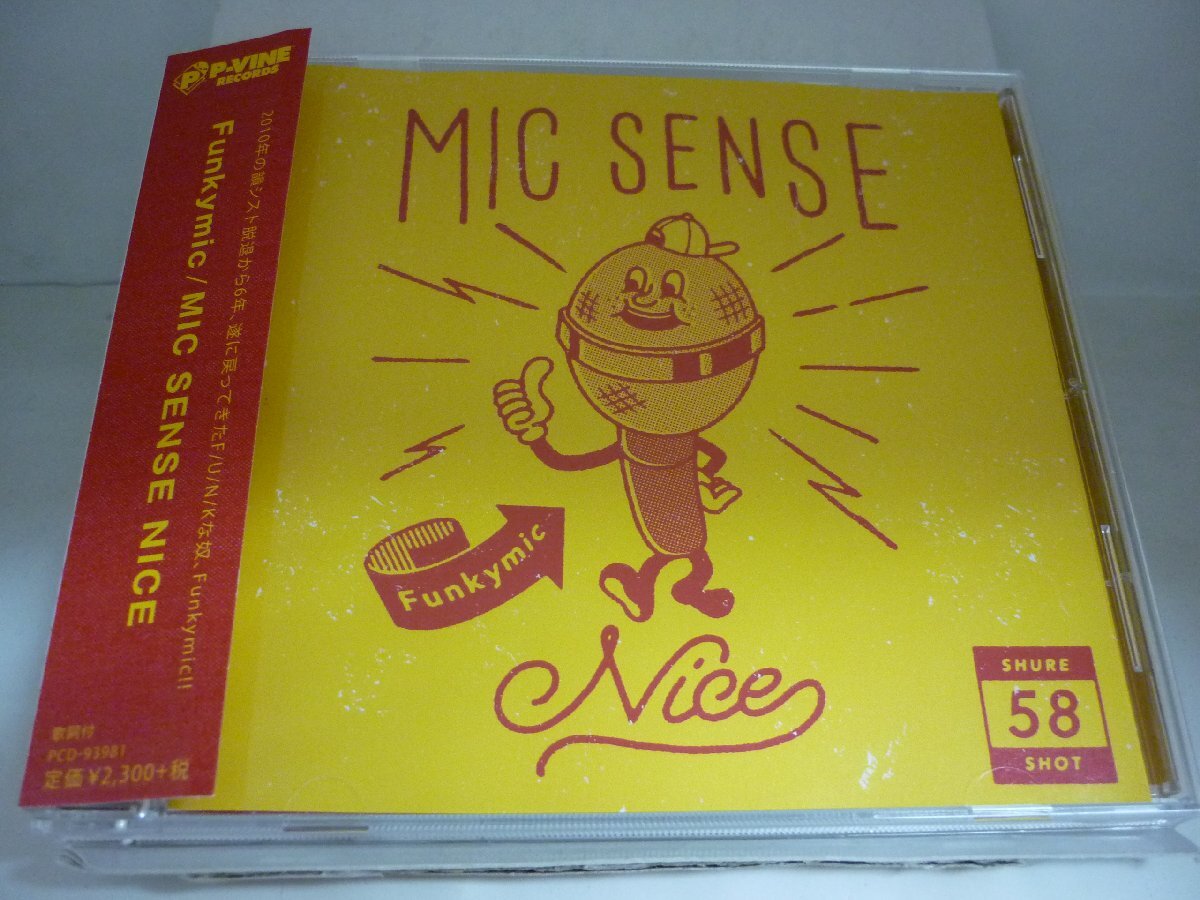 P-VINE
RECORDS
2010年の韻シスト脱退から6年、遂に戻ってきたF/U/N/Kな奴、Funkymic!!
Funkymic / MIC SENSE NICE
歌詞付
PCD-93981
定価¥2,300+税
MIC SENSE
Funkymic
Nice
SHURE
58
SHOT